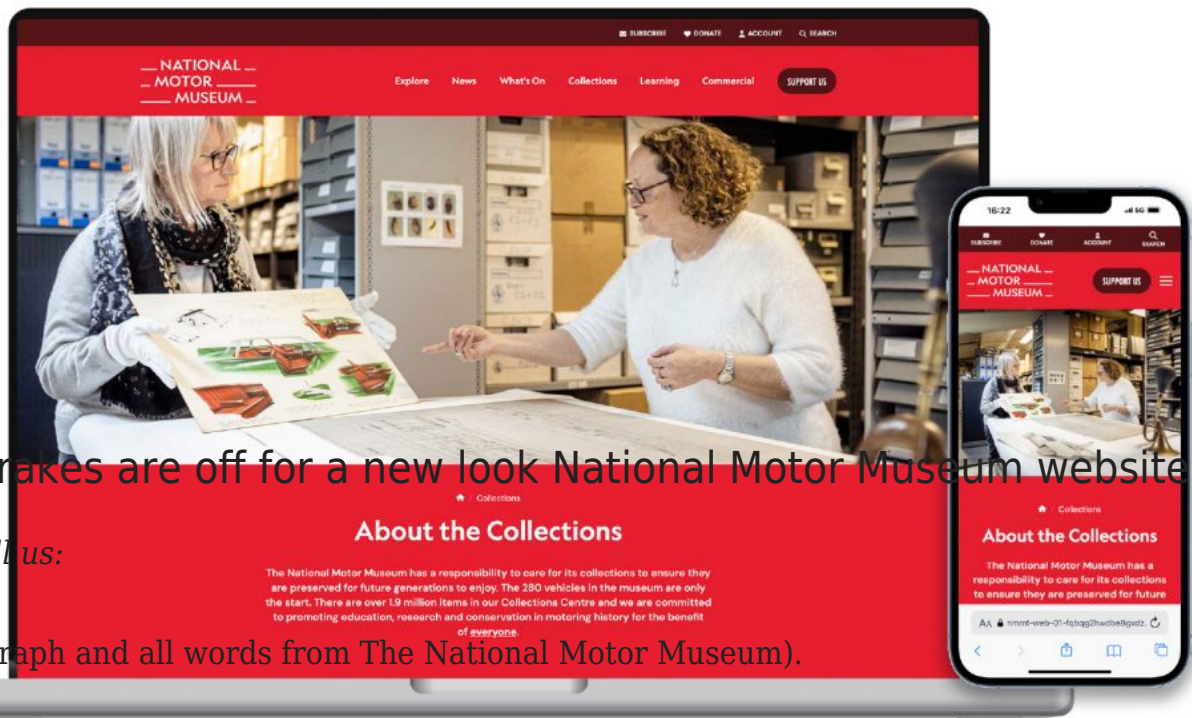 SUBSCRIBE DONATE ACCOUNT SEARCH
NATIONAL
MOTOR
MUSEUM
Explore News What's On Collections Learning Commercial SUPPORT US
rakes are off for a new look National Motor Museum website
/ Collections
About the Collections
ll us:
The National Motor Museum has a responsibility to care for its collections to ensure they
are preserved for future generations to enjoy. The 280 vehicles in the museum are only
the start. There are over 1.9 million items in our Collections Centre and we are committed
to promoting education, research and conservation in motoring history for the benefit
of everyone.
raph and all words from The National Motor Museum).
16:22 5G
SUBSCRIBE DONATE ACCOUNT SEARCH
NATIONAL
MOTOR
MUSEUM
SUPPORT US
/ Collections
About the Collections
The National Motor Museum has a
responsibility to care for its collections
to ensure they are preserved for future
AA